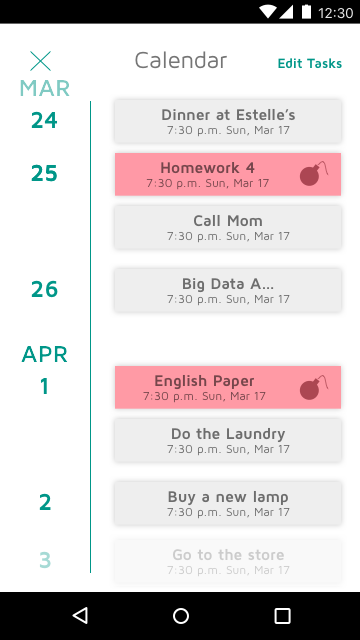 12:30
Calendar
Edit Tasks
MAR
24
Dinner at Estelle's
7:30 p.m. Sun, Mar 17
25
Homework 4
7:30 p.m. Sun, Mar 17
Call Mom
7:30 p.m. Sun, Mar 17
26
Big Data A...
7:30 p.m. Sun, Mar 17
APR
1
English Paper
7:30 p.m. Sun, Mar 17
Do the Laundry
7:30 p.m. Sun, Mar 17
2
Buy a new lamp
7:30 p.m. Sun, Mar 17
3
Go to the store
7:30 p.m. Sun, Mar 17